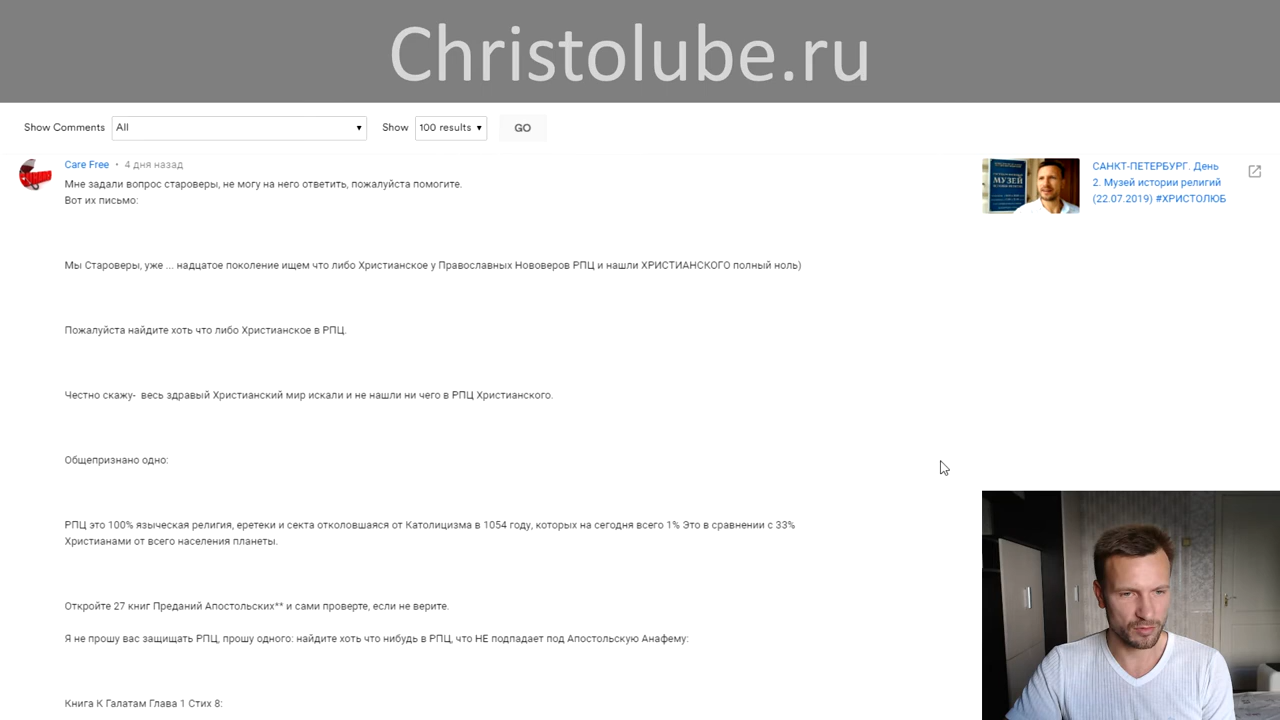 Christolube.ru
Show Comments All Show 100 results GO
Care Free • 4 дня назад
Мне задали вопрос староверы, не могу на него ответить, пожалуйста помогите.
Вот их письмо:
САНКТ-ПЕТЕРБУРГ. День
2. Музей истории религий
(22.07.2019) #ХРИСТОЛЮБ
Мы Староверы, уже ... надцатое поколение ищем что либо Христианское у Православных Нововеров РПЦ и нашли ХРИСТИАНСКОГО полный ноль)
Пожалуйста найдите хоть что либо Христианское в РПЦ.
Честно скажу- весь здравый Христианский мир искали и не нашли ни чего в РПЦ Христианского.
Общепризнано одно:
РПЦ это 100% языческая религия, еретеки и секта отколовшаяся от Католицизма в 1054 году, которых на сегодня всего 1% Это в сравнении с 33%
Христианами от всего населения планеты.
Откройте 27 книг Преданий Апостольских** и сами проверте, если не верите.
Я не прошу вас защищать РПЦ, прошу одного: найдите хоть что нибудь в РПЦ, что НЕ подпадает под Апостольскую Анафему:
Книга К Галатам Глава 1 Стих 8: